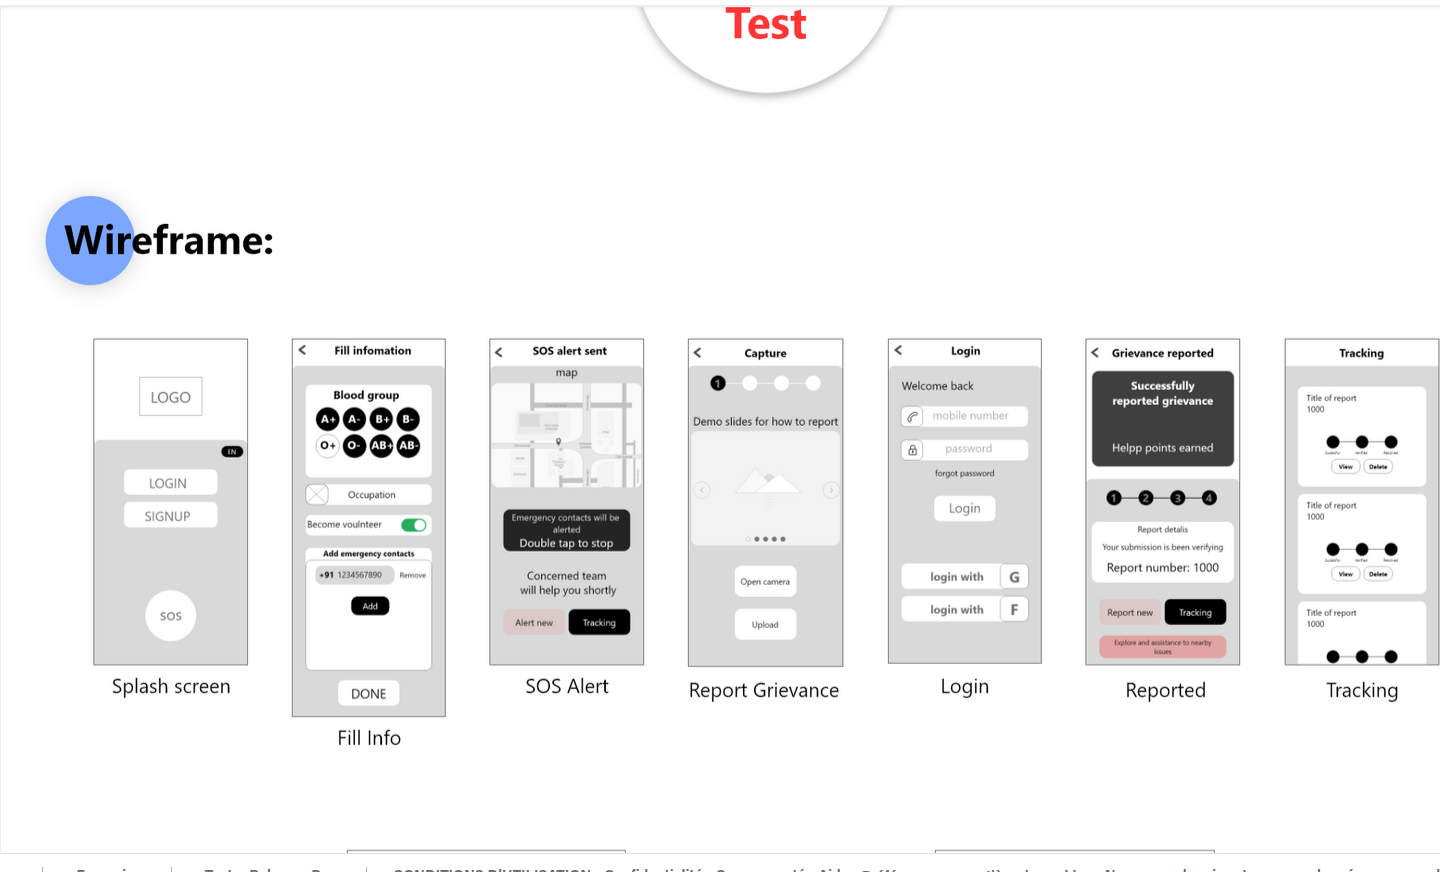 Test
Wireframe:
LOGO
EN
LOGIN
SIGNUP
SOS
Splash screen
Fill infomation
Blood group
A+ A- B+ B-
O+ O- AB+ AB-
Occupation
Become voulnteer
Add emergency contacts
+91 1234567890 Remove
Add
DONE
Fill Info
SOS alert sent
map
Emergency contacts will be
alerted
Double tap to stop
Concerned team
will help you shortly
Alert new Tracking
SOS Alert
Capture
1
Demo slides for how to report
Open camera
Upload
Report Grievance
Login
Welcome back
mobile number
password
forgot password
Login
login with G
login with F
Login
Grievance reported
Successfully
reported grievance
Helpp points earned
1 2 3 4
Report detalis
Your submission is been verifying
Report number: 1000
Report new Tracking
Explore and assistance to nearby
issues
Reported
Tracking
Title of report
1000
View Delete
Title of report
1000
View Delete
Title of report
1000
Tracking